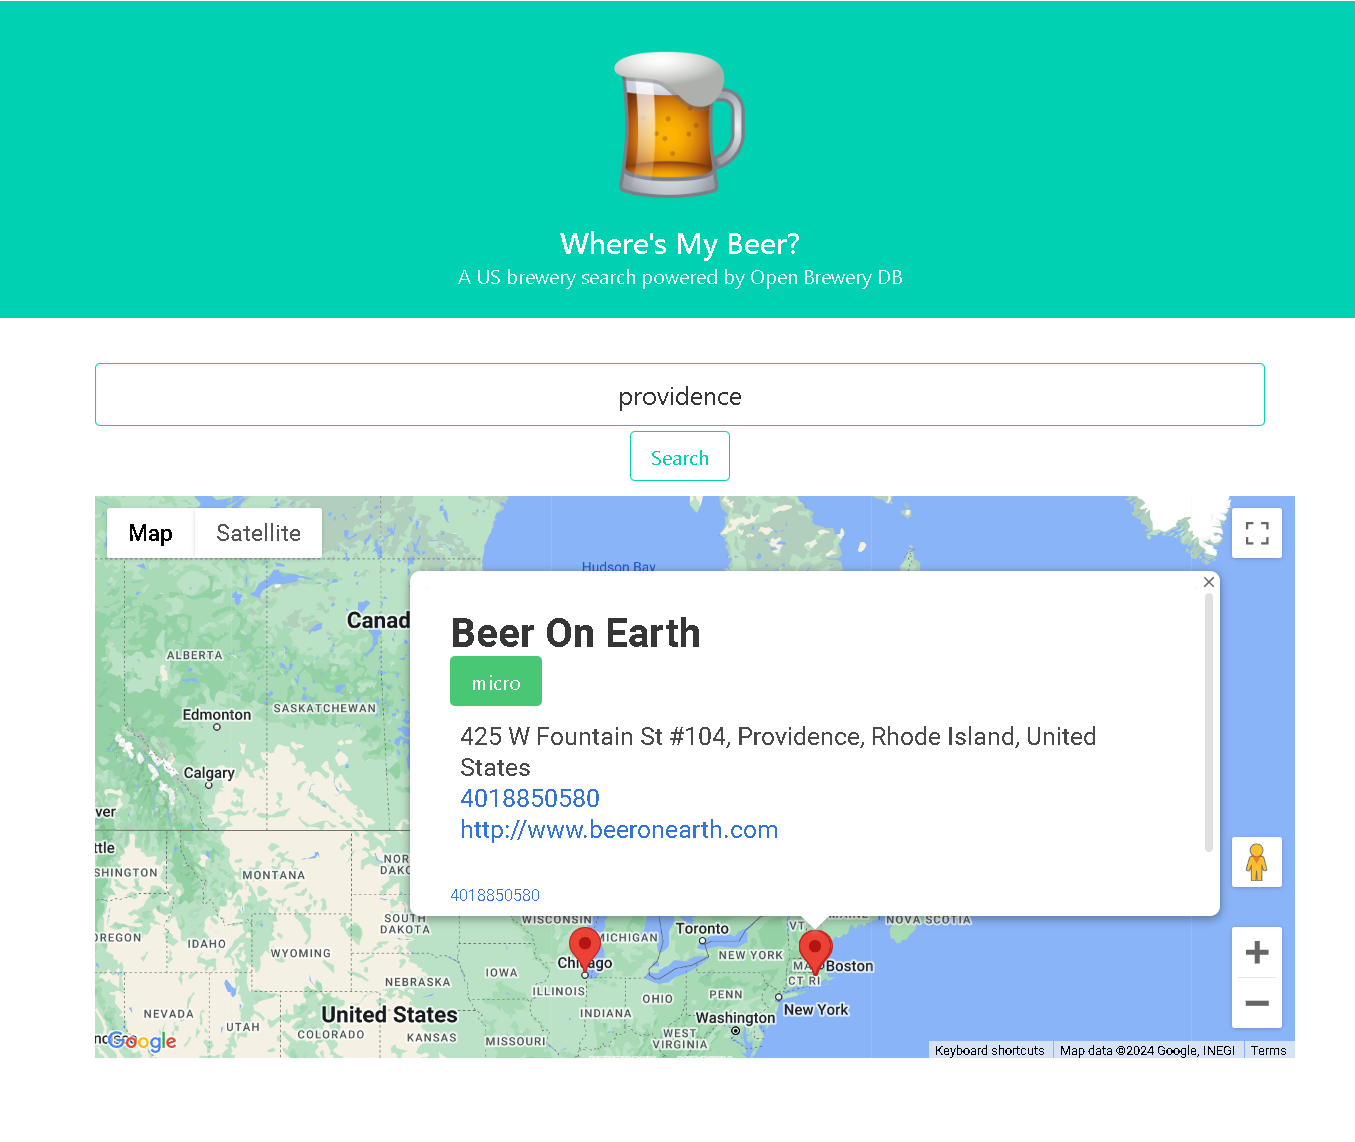 Where's My Beer?
A US brewery search powered by Open Brewery DB
providence
Search
Map
Satellite
Hudson Bay
Canad
ALBERTA
Edmonton
SASKATCHEWAN
Calgary
ver
ttle
SHINGTON
MONTANA
NOR
DAKO
Beer On Earth
micro
425 W Fountain St #104, Providence, Rhode Island, United
States
4018850580
http://www.beeronearth.com
4018850580
SOUTH
DAKOTA
WISCONSIN
MICHIGAN
Toronto
VT
MAINE
NOVA SCOTIA
OREGON
IDAHO
WYOMING
IOWA
Chicago
NEW YORK
MA
Boston
CT RI
NEBRASKA
ILLINOIS
INDIANA
OHIO
PENN
New York
NEVADA
UTAH
United States
COLORADO
KANSAS
MISSOURI
WEST
VIRGINIA
Washington
Google
Keyboard shortcuts
Map data ©2024 Google, INEGI
Terms